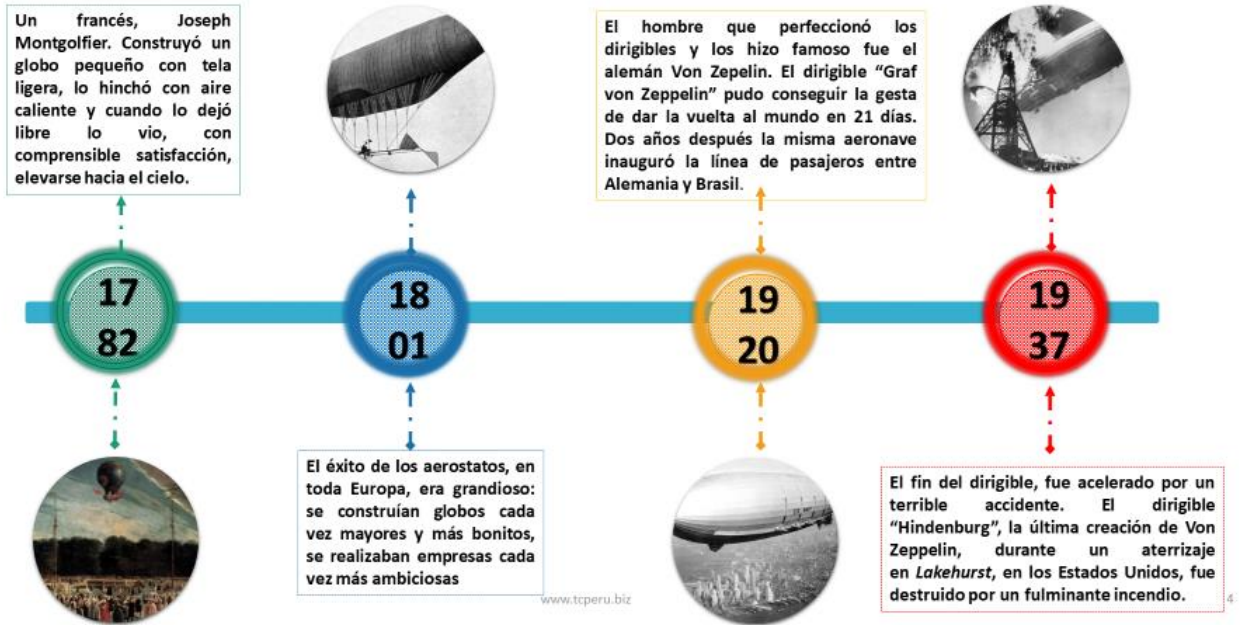 Un francés, Joseph
Montgolfier. Construyó un
globo pequeño con tela
ligera, lo hinchó con aire
caliente y cuando lo dejó
libre lo vio, con
comprensible satisfacción,
elevarse hacia el cielo.
El hombre que perfeccionó los
dirigibles y los hizo famoso fue el
alemán Von Zepelin. El dirigible “Graf
von Zeppelin” pudo conseguir la gesta
de dar la vuelta al mundo en 21 días.
Dos años después la misma aeronave
inauguró la línea de pasajeros entre
Alemania y Brasil.
17
82
18
01
19
20
19
37
El éxito de los aerostatos, en
toda Europa, era grandioso:
se construían globos cada
vez mayores y más bonitos,
se realizaban empresas cada
vez más ambiciosas
El fin del dirigible, fue acelerado por un
terrible accidente. El dirigible
“Hindenburg”, la última creación de Von
Zeppelin, durante un aterrizaje
en Lakehurst, en los Estados Unidos, fue
destruido por un fulminante incendio.
www.tcperu.biz
4